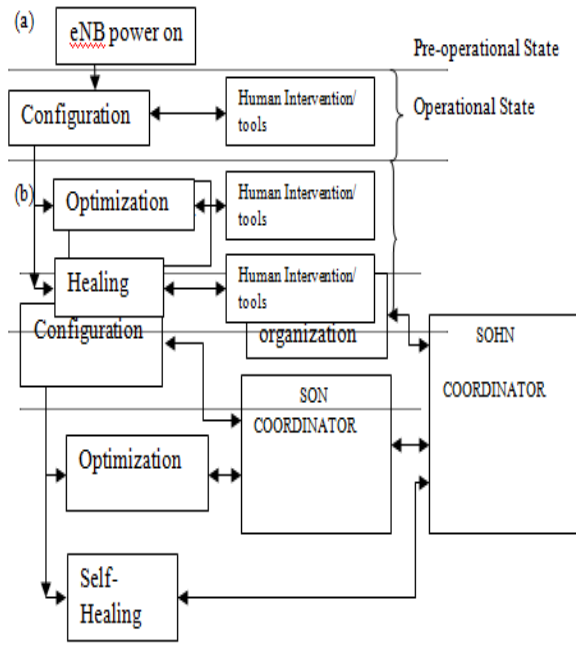 (a)
eNB power on
Pre-operational State
Configuration
Human Intervention/
tools
Operational State
(b)
Optimization
Human Intervention/
tools
Healing
Human Intervention/
tools
Configuration
organization
SOHN
COORDINATOR
SON
COORDINATOR
Optimization
Self-
Healing